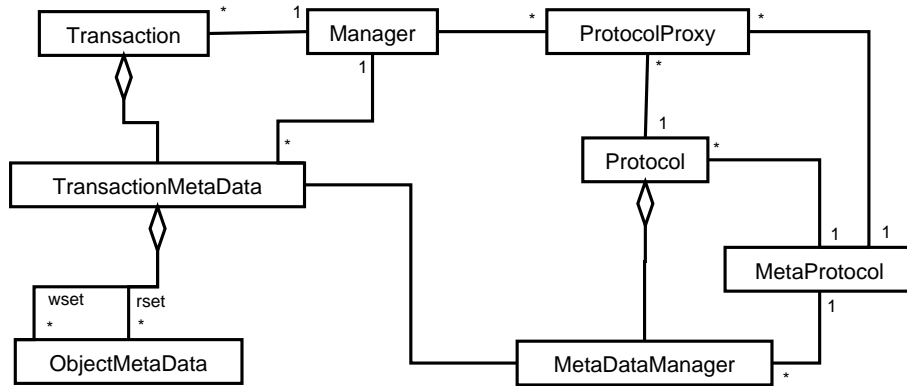 * 1 * *
Transaction Manager ProtocolProxy
1 *
1
* Protocol *
TransactionMetaData
1 1
MetaProtocol
wset rset 1
* *
ObjectMetaData MetaDataManager *